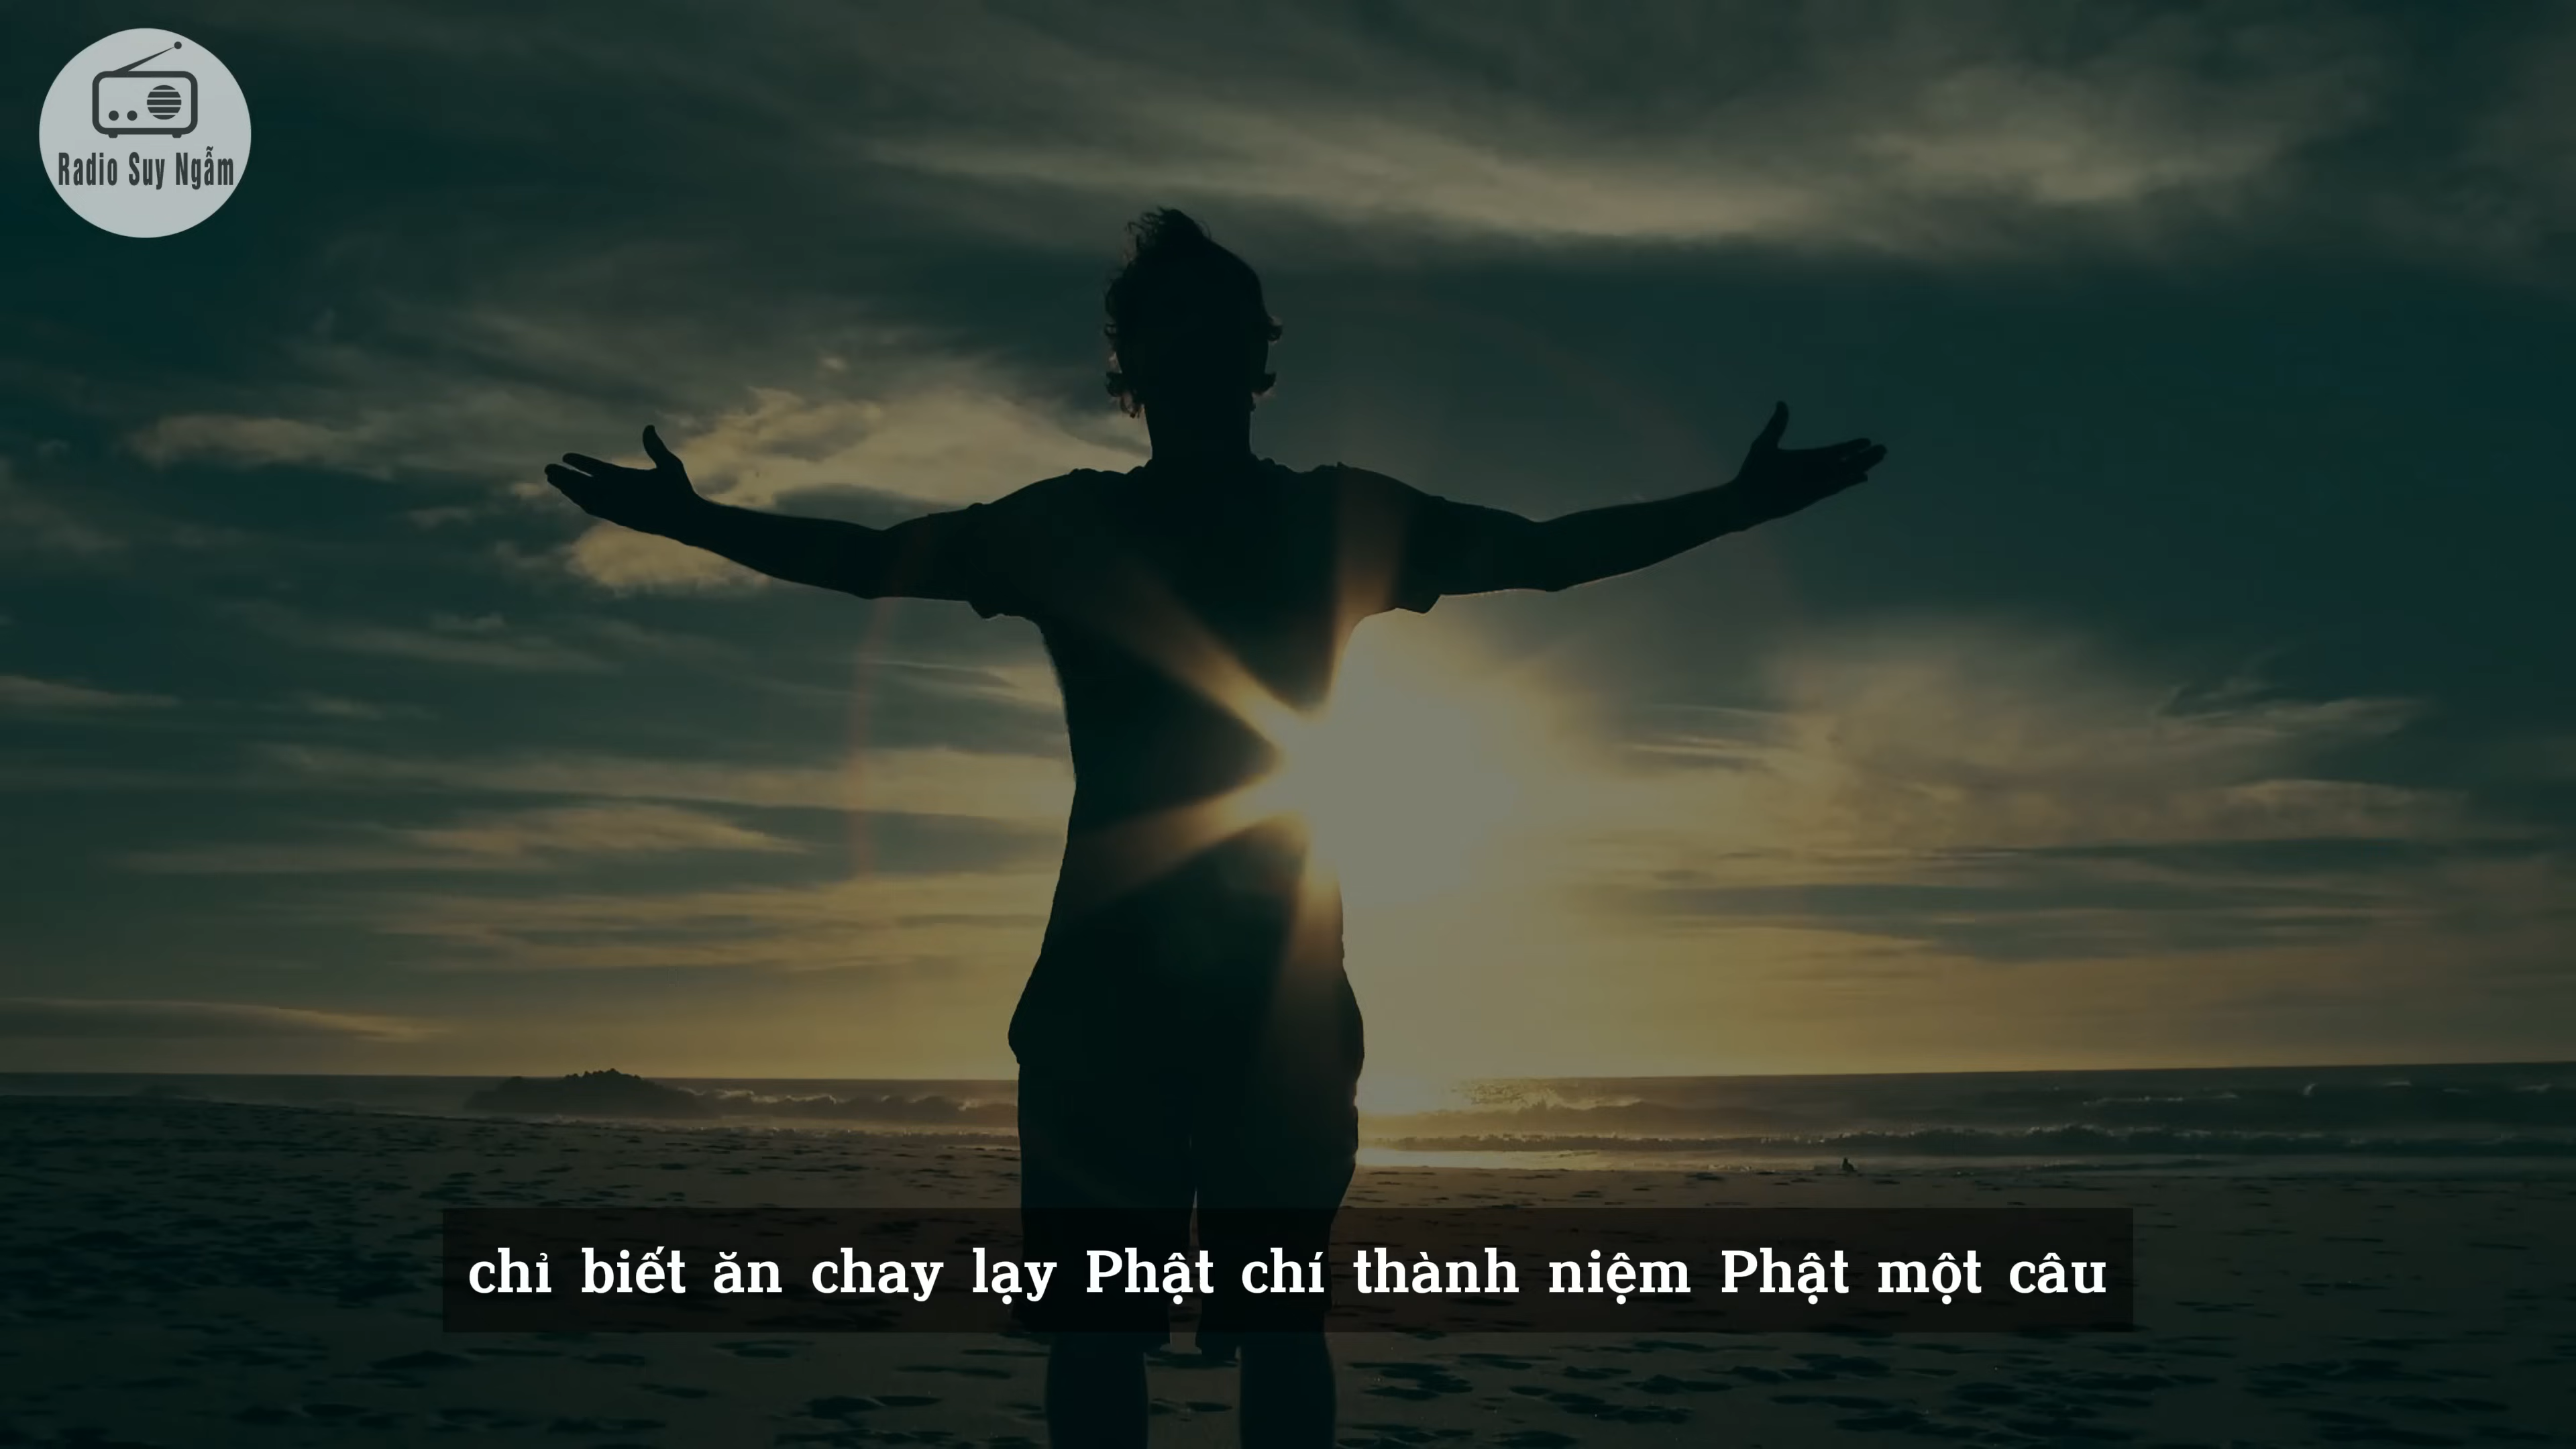 Radio Suy Ngẫm
chỉ biết ăn chay lạy Phật chí thành niệm Phật một câu